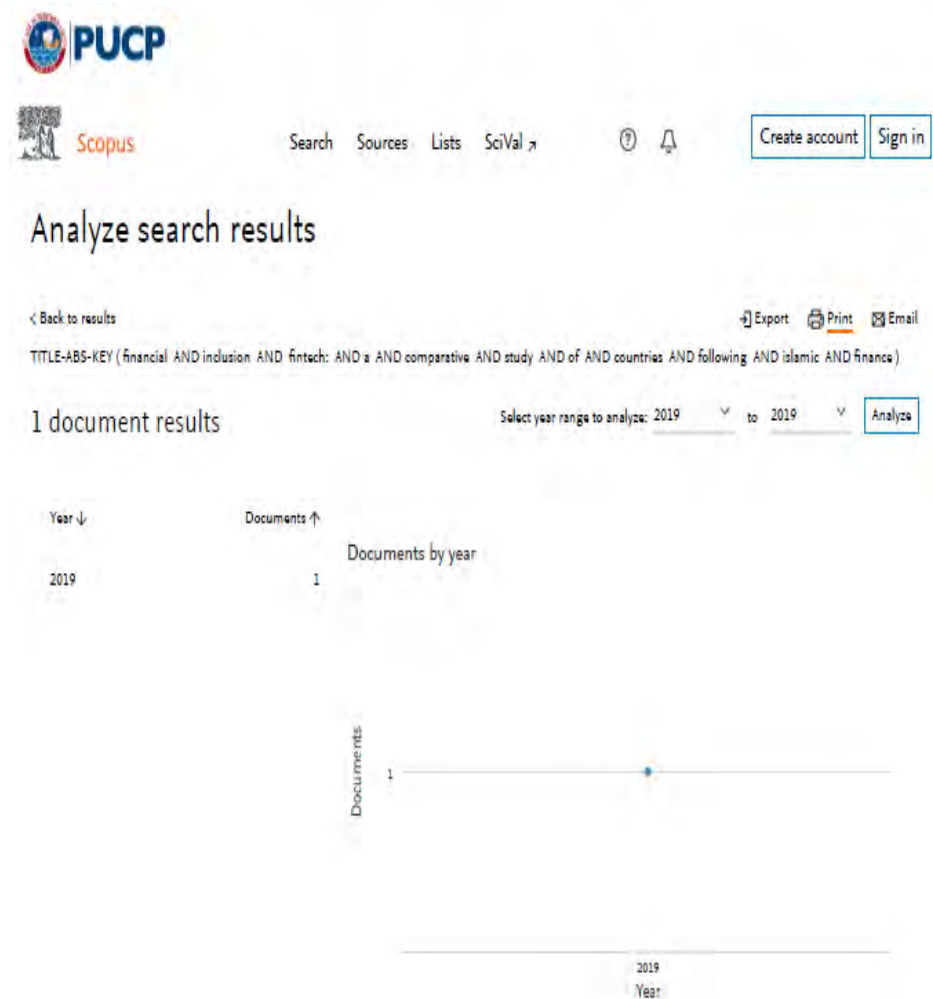 PUCP
Scopus Search Sources Lists SciVal ↗ Create account Sign in
Analyze search results
< Back to results Export Print Email
TITLE-ABS-KEY ( financial AND inclusion AND fintech: AND a AND comparative AND study AND of AND countries AND following AND islamic AND finance )
1 document results Select year range to analyze: 2019 to 2019 Analyze
Year ↓ Documents ↑
Documents by year
2019 1
Documents
1
2019
Year